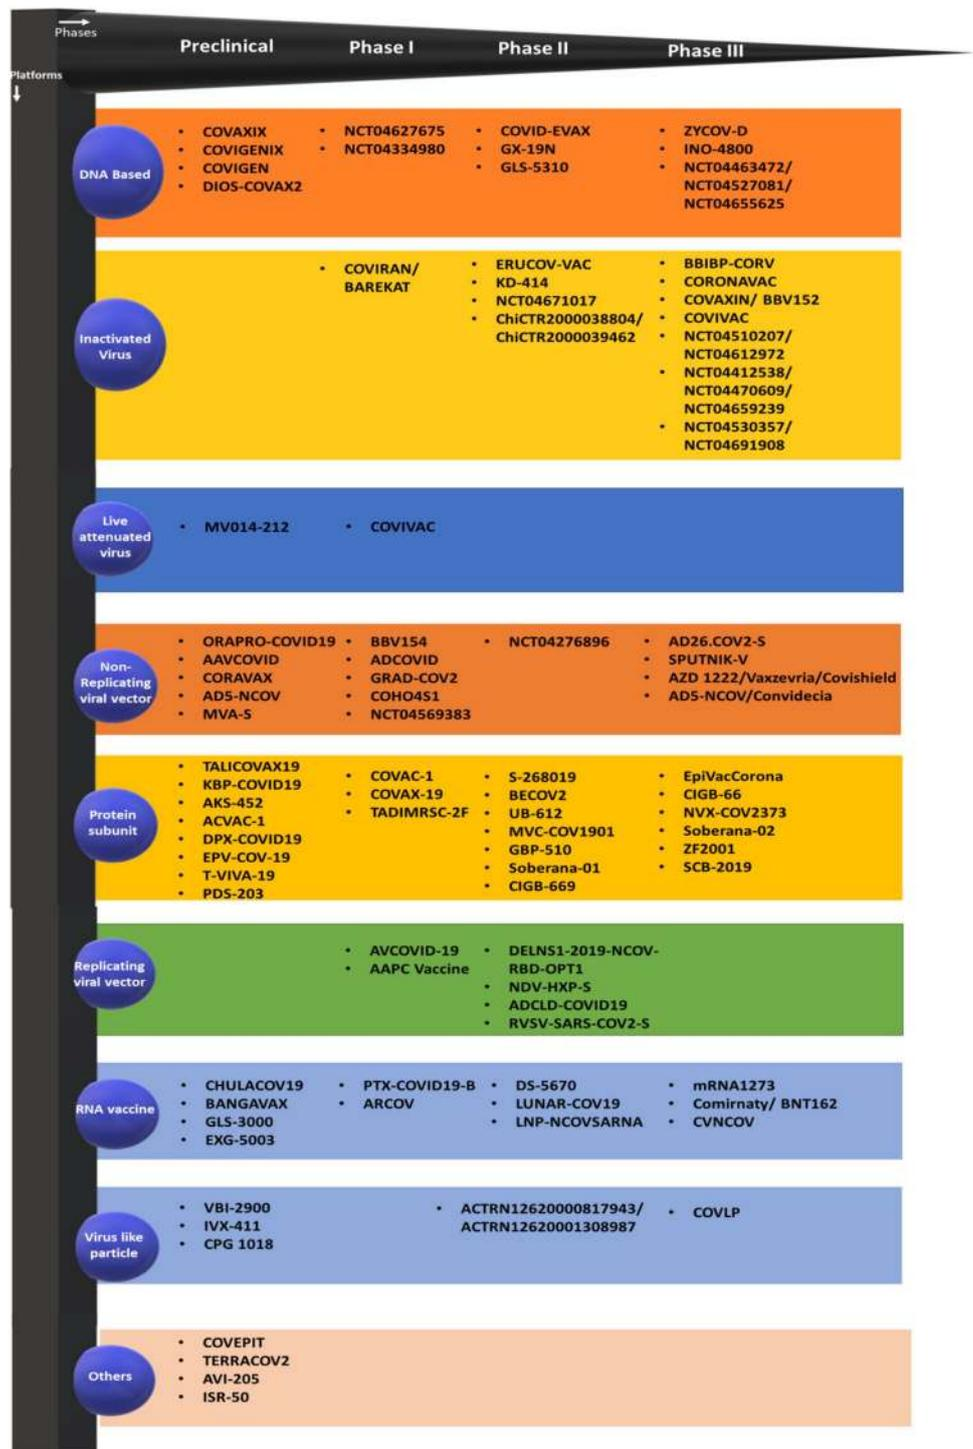 Phases
Platforms
Preclinical
Phase I
Phase II
Phase III
DNA Based
• COVAXIX
• COVIGENIX
• COVIGEN
• DIOS-COVAX2
• NCT04627675
• NCT04334980
• COVID-EVAX
• GX-19N
• GLS-5310
• ZYCOV-D
• INO-4800
• NCT04463472/
NCT04527081/
NCT04655625
Inactivated
Virus
• COVIRAN/
BAREKAT
• ERUCOV-VAC
• KD-414
• NCT04671017
• ChiCTR2000038804/
ChiCTR2000039462
• BBIBP-CORV
• CORONAVAC
• COVAXIN/ BBV152
• COVIVAC
• NCT04510207/
NCT04612972
• NCT04412538/
NCT04470609/
NCT04659239
• NCT04530357/
NCT04691908
Live
attenuated
virus
• MV014-212
• COVIVAC
Non-
Replicating
viral vector
• ORAPRO-COVID19
• AAVCOVID
• CORAVAX
• AD5-NCOV
• MVA-S
• BBV154
• ADCOVID
• GRAD-COV2
• COHO4S1
• NCT04569383
• NCT04276896
• AD26.COV2-S
• SPUTNIK-V
• AZD 1222/Vaxzevria/Covishield
• AD5-NCOV/Convidecia
Protein
subunit
• TALICOVAX19
• KBP-COVID19
• AKS-452
• ACVAC-1
• DPX-COVID19
• EPV-COV-19
• T-VIVA-19
• PDS-203
• COVAC-1
• COVAX-19
• TADIMRSC-2F
• S-268019
• BECOV2
• UB-612
• MVC-COV1901
• GBP-510
• Soberana-01
• CIGB-669
• EpiVacCorona
• CIGB-66
• NVX-COV2373
• Soberana-02
• ZF2001
• SCB-2019
Replicating
viral vector
• AVCOVID-19
• AAPC Vaccine
• DELNS1-2019-NCOV-
RBD-OPT1
• NDV-HXP-S
• ADCLD-COVID19
• RVSV-SARS-COV2-S
RNA vaccine
• CHULACOV19
• BANGAVAX
• GLS-3000
• EXG-5003
• PTX-COVID19-B
• ARCOV
• DS-5670
• LUNAR-COV19
• LNP-NCOVSARNA
• mRNA1273
• Comirnaty/ BNT162
• CVNCOV
Virus like
particle
• VBI-2900
• IVX-411
• CPG 1018
• ACTRN12620000817943/
ACTRN12620001308987
• COVLP
Others
• COVEPIT
• TERRACOV2
• AVI-205
• ISR-50